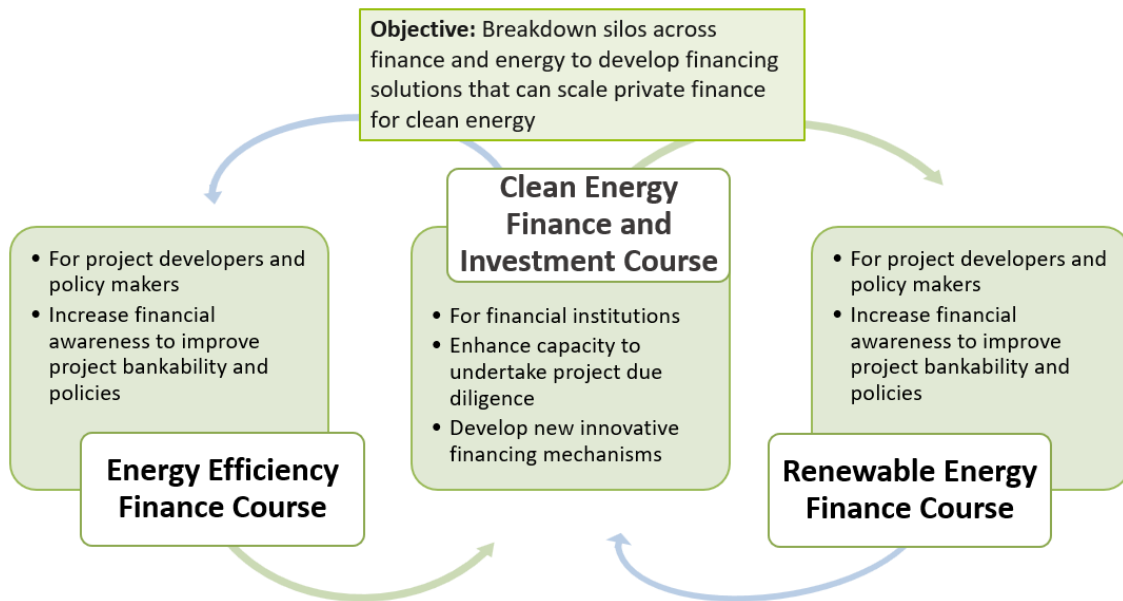 Objective: Breakdown silos across
finance and energy to develop financing
solutions that can scale private finance
for clean energy
• For project developers and
policy makers
• Increase financial
awareness to improve
project bankability and
policies
Energy Efficiency
Finance Course
Clean Energy
Finance and
Investment Course
• For financial institutions
• Enhance capacity to
undertake project due
diligence
• Develop new innovative
financing mechanisms
• For project developers and
policy makers
• Increase financial
awareness to improve
project bankability and
policies
Renewable Energy
Finance Course